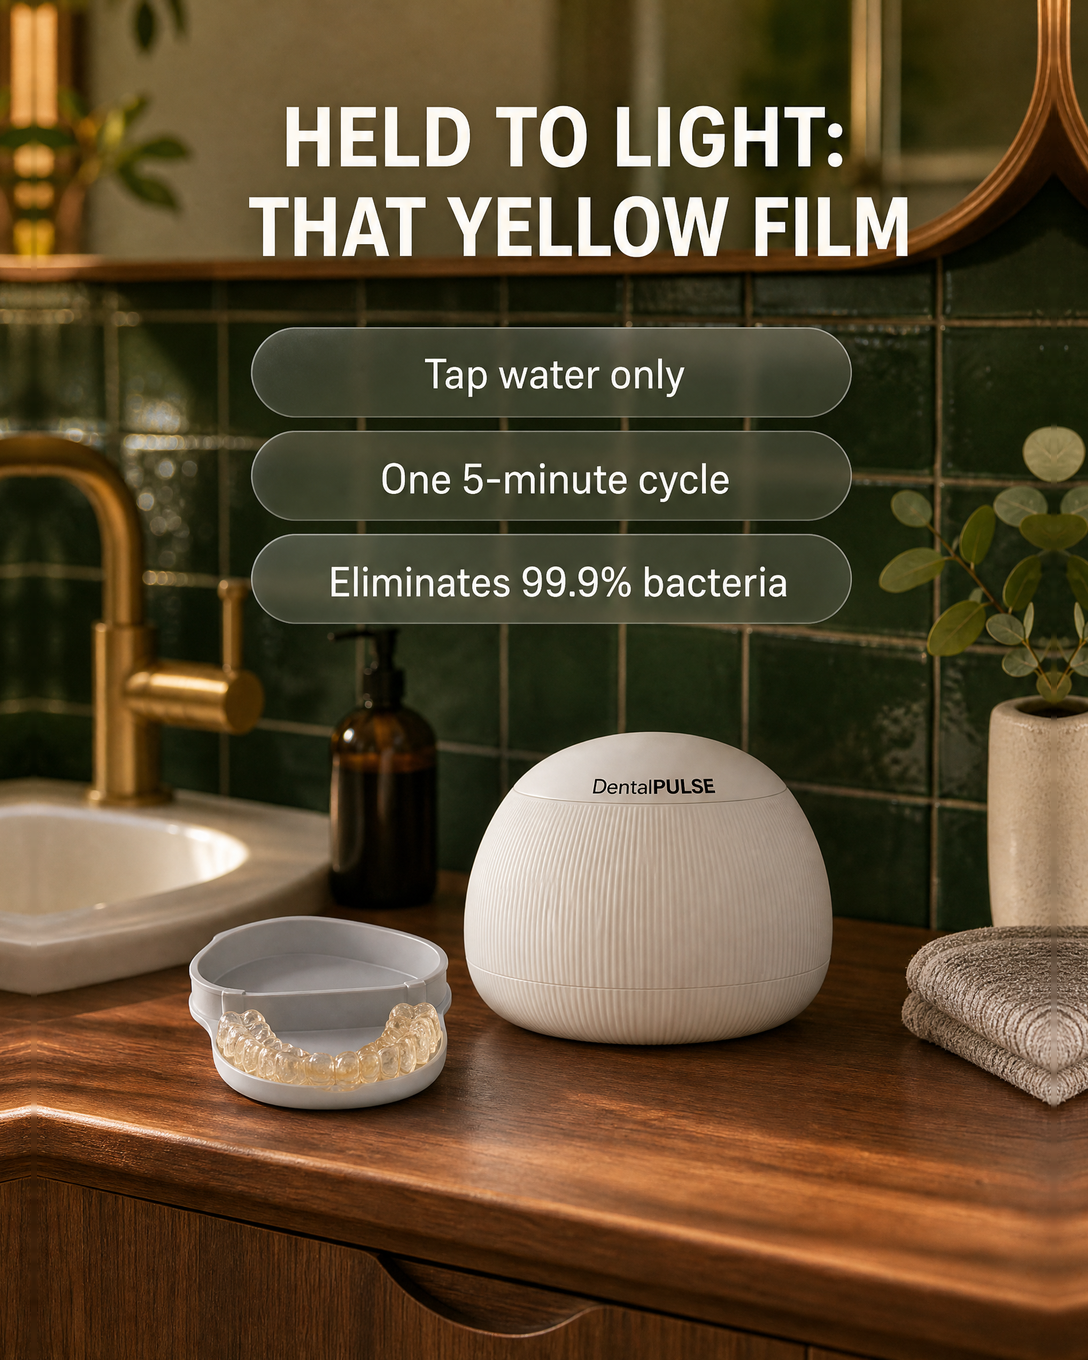 HELD TO LIGHT:
THAT YELLOW FILM
Tap water only
One 5-minute cycle
Eliminates 99.9% bacteria
DentalPULSE